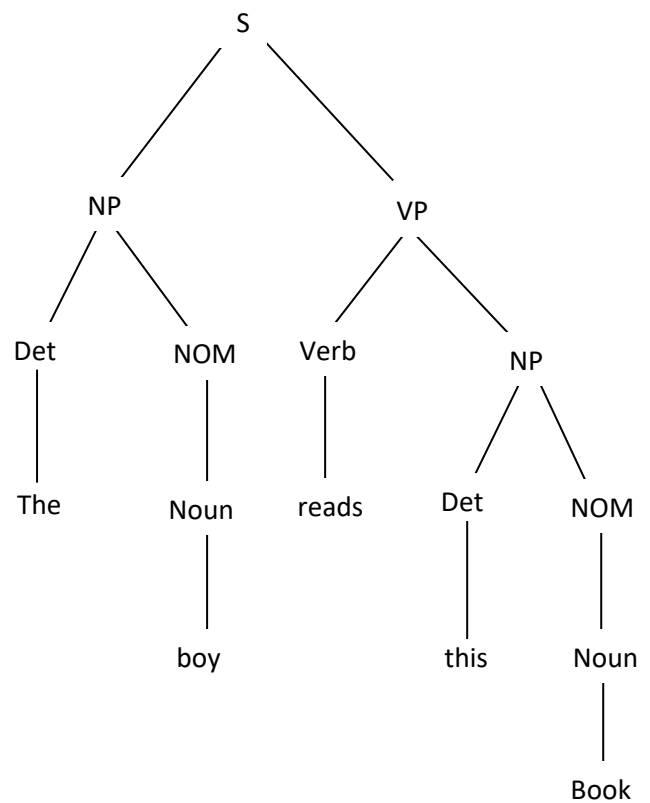 S
NP VP
Det NOM Verb NP
The Noun reads Det NOM
boy this Noun
Book